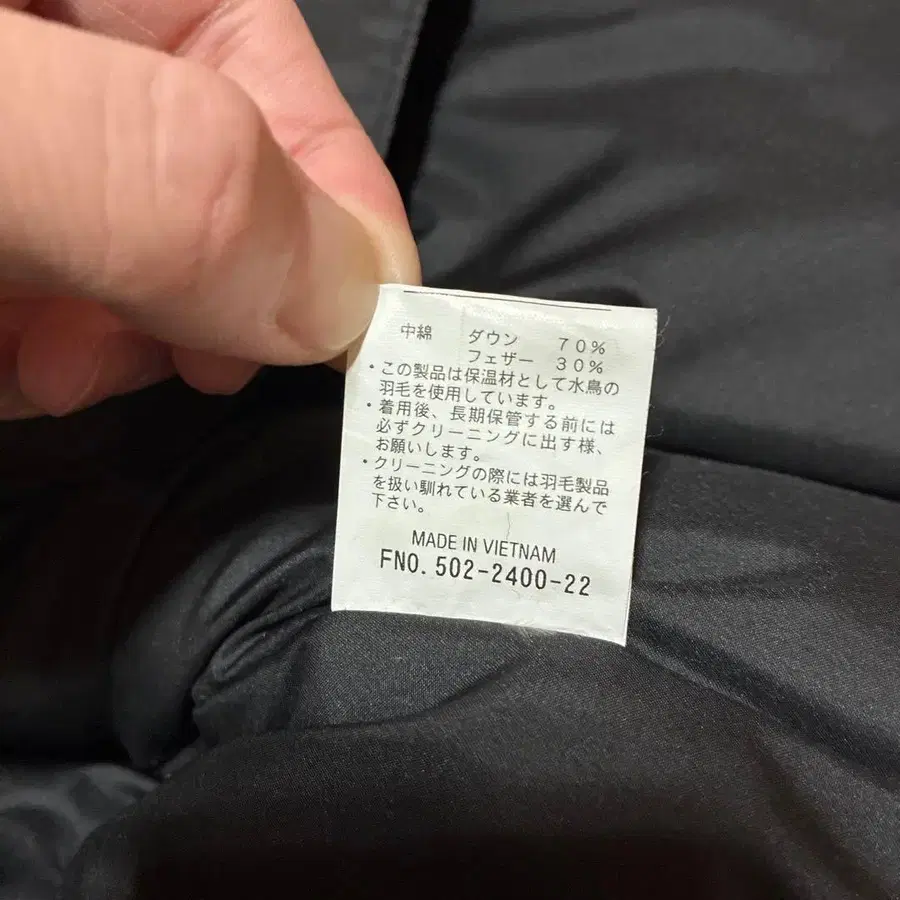 中綿 ダウン 70%
フェザー 30%
・この製品は保温材として水鳥の
羽毛を使用しています。
・着用後、長期保管する前には
必ずクリーニングに出す様、
お願いします。
・クリーニングの際には羽毛製品
を扱い馴れている業者を選んで
下さい。
MADE IN VIETNAM
FNO. 502-2400-22